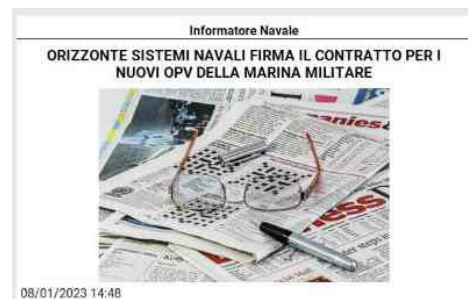 Informatore Navale
ORIZZONTE SISTEMI NAVALI FIRMA IL CONTRATTO PER I
NUOVI OPV DELLA MARINA MILITARE
08/01/2023 14:48